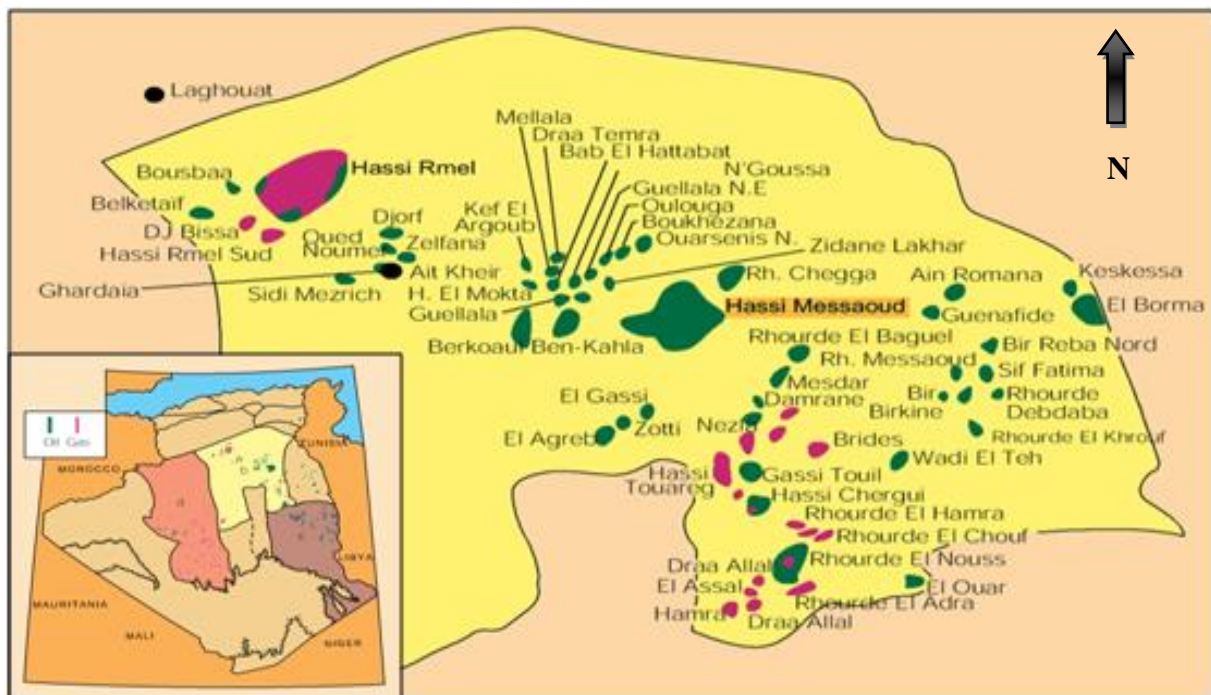 Laghouat
Mellala
Draa Temra
Bab El Hattabat
N'Goussa
N
Bousbaa
Hassi Rmel
Guellala N.E
Oulouga
Boukhezana
Ouarsenis N.
Belketaïf
Djorf
Kef El
Argoub
DJ Bissa
Hassi Rmel Sud
Oued
Noumer
Zelfana
Zidane Lakhar
Ghardaia
Ait Kheir
Sidi Mezrich
H. El Mokta
Guellala
Rh. Chegga
Ain Romana
Keskessa
Hassi Messaoud
Guenafide
El Borma
Berkoaui
Ben-Kahla
Rhourde El Baguel
Rh. Messaoud
Bir Reba Nord
Sif Fatima
Mesdar
Damrane
Bir
Birkine
Rhourde
Debdaba
El Gassi
Zotti
El Agreb
Nezla
Brides
Rhourde El Khrouf
Wadi El Teh
Hassi
Touareg
Gassi Touil
Hassi Chergui
Rhourde El Hamra
Rhourde El Chouf
Draa Allal
Rhourde El Nouss
El Assal
El Ouar
Hamra
Rhourde El Adra
Draa Allal
Oil
Gas
TUNISIA
MOROCCO
LIBYA
MAURITANIA
MALI
NIGER